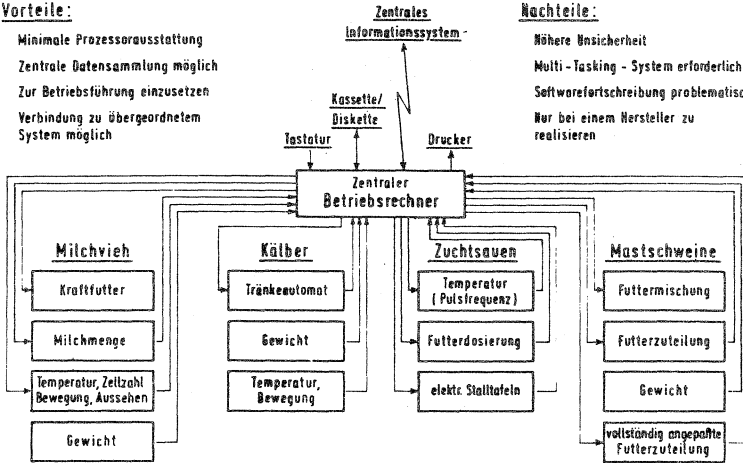 Vorteile:
Minimale Prozessorausstattung
Zentrale Datensammlung möglich
Zur Betriebsführung einzusetzen
Verbindung zu übergeordnetem
System möglich
Zentrales
Informationssystem
Nachteile:
Höhere Unsicherheit
Multi-Tasking-System erforderlich
Softwarefortschreibung problematisc
Nur bei einem Hersteller zu
realisieren
Tastatur
Kassette/
Diskette
Drucker
Zentraler
Betriebsrechner
Milchvieh
Kraftfutter
Milchmenge
Temperatur, Zellzahl
Bewegung, Aussehen
Gewicht
Kälber
Tränkeautomat
Gewicht
Temperatur,
Bewegung
Zuchtsauen
Temperatur
(Pulsfrequenz)
Futterdosierung
elektr. Stalltafeln
Mastschweine
Futtermischung
Futterzuteilung
Gewicht
vollständig angepaßte
Futterzuteilung